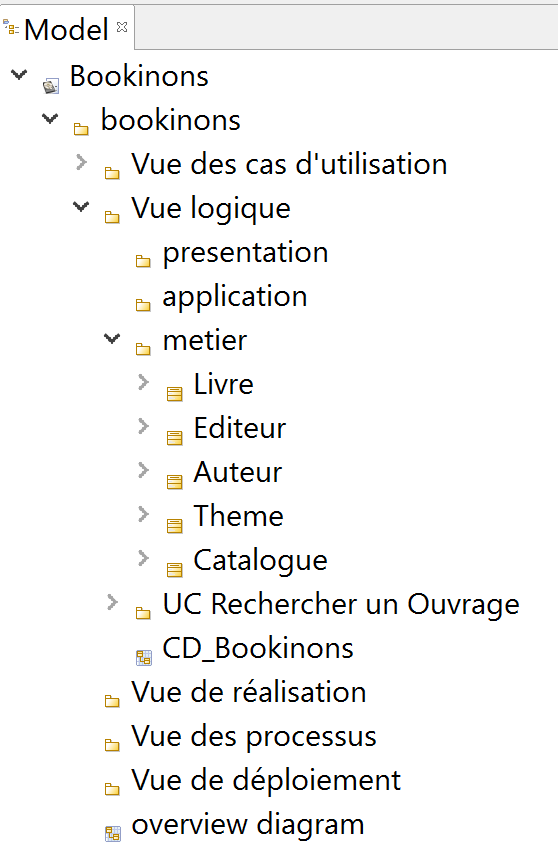 Model
Bookinons
bookinons
Vue des cas d'utilisation
Vue logique
presentation
application
metier
Livre
Editeur
Auteur
Theme
Catalogue
UC Rechercher un Ouvrage
CD_Bookinons
Vue de réalisation
Vue des processus
Vue de déploiement
overview diagram